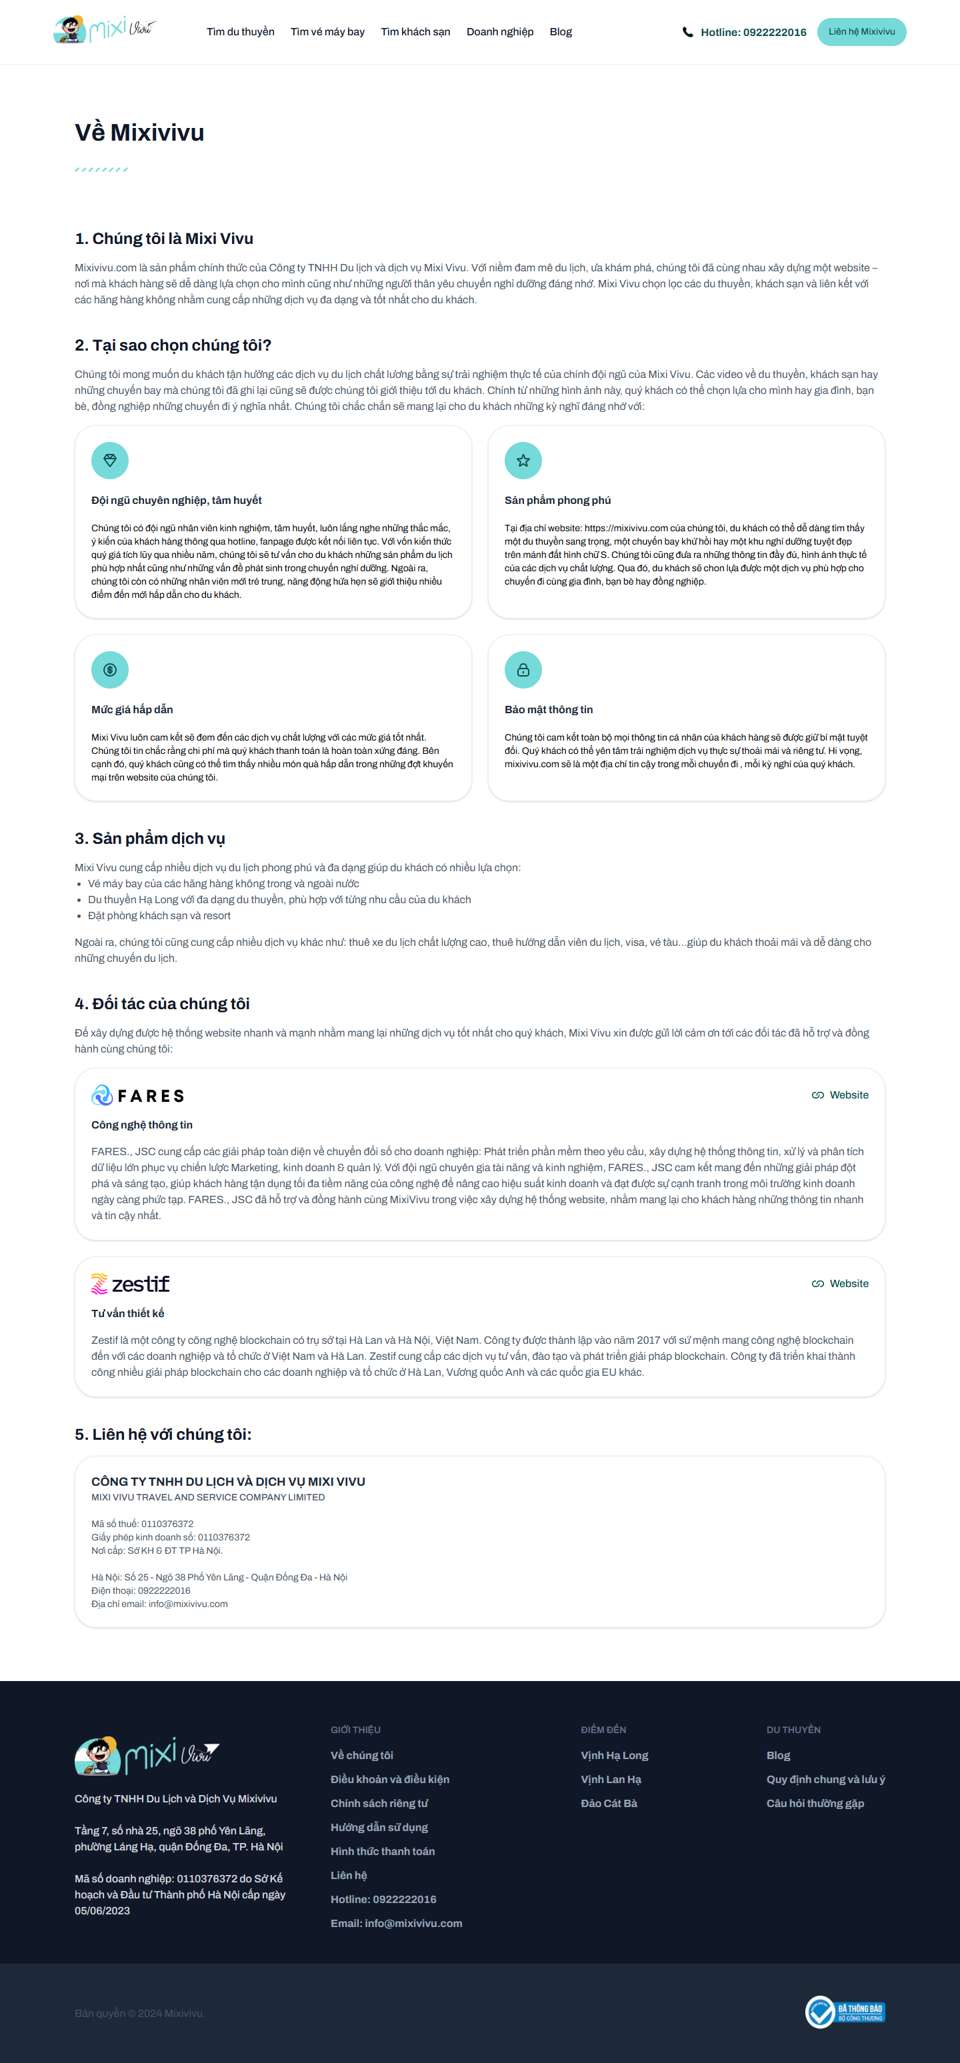 mixi Vivu
Tìm du thuyền
Tìm vé máy bay
Tìm khách sạn
Doanh nghiệp
Blog
Hotline: 0922222016
Liên hệ Mixivivu
Về Mixivivu
1. Chúng tôi là Mixi Vivu
Mixivivu.com là sản phẩm chính thức của Công ty TNHH Du lịch và dịch vụ Mixi Vivu. Với niềm đam mê du lịch, ưa khám phá, chúng tôi đã cùng nhau xây dựng một website –
nơi mà khách hàng sẽ dễ dàng lựa chọn cho mình cũng như những người thân yêu chuyến nghỉ dưỡng đáng nhớ. Mixi Vivu chọn lọc các du thuyền, khách sạn và liên kết với
các hãng hàng không nhằm cung cấp những dịch vụ đa dạng và tốt nhất cho du khách.
2. Tại sao chọn chúng tôi?
Chúng tôi mong muốn du khách tận hưởng các dịch vụ du lịch chất lượng bằng sự trải nghiệm thực tế của chính đội ngũ của Mixi Vivu. Các video về du thuyền, khách sạn hay
những chuyến bay mà chúng tôi đã ghi lại cũng sẽ được chúng tôi giới thiệu tới du khách. Chính từ những hình ảnh này, quý khách có thể chọn lựa cho mình hay gia đình, bạn
bè, đồng nghiệp những chuyến đi ý nghĩa nhất. Chúng tôi chắc chắn sẽ mang lại cho du khách những kỳ nghỉ đáng nhớ với:
Đội ngũ chuyên nghiệp, tâm huyết
Chúng tôi có đội ngũ nhân viên kinh nghiệm, tâm huyết, luôn lắng nghe những thắc mắc,
ý kiến của khách hàng thông qua hotline, fanpage được kết nối liên tục. Với vốn kiến thức
quý giá tích lũy qua nhiều năm, chúng tôi sẽ tư vấn cho du khách những sản phẩm du lịch
phù hợp nhất cũng như những vấn đề phát sinh trong chuyến nghỉ dưỡng. Ngoài ra,
chúng tôi còn có những nhân viên mới trẻ trung, năng động hứa hẹn sẽ giới thiệu nhiều
điểm đến mới hấp dẫn cho du khách.
Sản phẩm phong phú
Tại địa chỉ website: https://mixivivu.com của chúng tôi, du khách có thể dễ dàng tìm thấy
một du thuyền sang trọng, một chuyến bay khứ hồi hay một khu nghỉ dưỡng tuyệt đẹp
trên mảnh đất hình chữ S. Chúng tôi cũng đưa ra những thông tin đầy đủ, hình ảnh thực tế
của các dịch vụ chất lượng. Qua đó, du khách sẽ chọn lựa được một dịch vụ phù hợp cho
chuyến đi cùng gia đình, bạn bè hay đồng nghiệp.
Mức giá hấp dẫn
Mixi Vivu luôn cam kết sẽ đem đến các dịch vụ chất lượng với các mức giá tốt nhất.
Chúng tôi tin chắc rằng chi phí mà quý khách thanh toán là hoàn toàn xứng đáng. Bên
cạnh đó, quý khách cũng có thể tìm thấy nhiều món quà hấp dẫn trong những đợt khuyến
mại trên website của chúng tôi.
Bảo mật thông tin
Chúng tôi cam kết toàn bộ mọi thông tin cá nhân của khách hàng sẽ được giữ bí mật tuyệt
đối. Quý khách có thể yên tâm trải nghiệm dịch vụ thực sự thoải mái và riêng tư. Hi vọng,
mixivivu.com sẽ là một địa chỉ tin cậy trong mỗi chuyến đi , mỗi kỳ nghỉ của quý khách.
3. Sản phẩm dịch vụ
Mixi Vivu cung cấp nhiều dịch vụ du lịch phong phú và đa dạng giúp du khách có nhiều lựa chọn:
• Vé máy bay của các hãng hàng không trong và ngoài nước
• Du thuyền Hạ Long với đa dạng du thuyền, phù hợp với từng nhu cầu của du khách
• Đặt phòng khách sạn và resort
Ngoài ra, chúng tôi cũng cung cấp nhiều dịch vụ khác như: thuê xe du lịch chất lượng cao, thuê hướng dẫn viên du lịch, visa, vé tàu...giúp du khách thoải mái và dễ dàng cho
những chuyến du lịch.
4. Đối tác của chúng tôi
Để xây dựng được hệ thống website nhanh và mạnh nhằm mang lại những dịch vụ tốt nhất cho quý khách, Mixi Vivu xin được gửi lời cảm ơn tới các đối tác đã hỗ trợ và đồng
hành cùng chúng tôi:
FARES
Website
Công nghệ thông tin
FARES., JSC cung cấp các giải pháp toàn diện về chuyển đổi số cho doanh nghiệp: Phát triển phần mềm theo yêu cầu, xây dựng hệ thống thông tin, xử lý và phân tích
dữ liệu lớn phục vụ chiến lược Marketing, kinh doanh & quản lý. Với đội ngũ chuyên gia tài năng và kinh nghiệm, FARES., JSC cam kết mang đến những giải pháp đột
phá và sáng tạo, giúp khách hàng tận dụng tối đa tiềm năng của công nghệ để nâng cao hiệu suất kinh doanh và đạt được sự cạnh tranh trong môi trường kinh doanh
ngày càng phức tạp. FARES., JSC đã hỗ trợ và đồng hành cùng MixiVivu trong việc xây dựng hệ thống website, nhằm mang lại cho khách hàng những thông tin nhanh
và tin cậy nhất.
zestif
Website
Tư vấn thiết kế
Zestif là một công ty công nghệ blockchain có trụ sở tại Hà Lan và Hà Nội, Việt Nam. Công ty được thành lập vào năm 2017 với sứ mệnh mang công nghệ blockchain
đến với các doanh nghiệp và tổ chức ở Việt Nam và Hà Lan. Zestif cung cấp các dịch vụ tư vấn, đào tạo và phát triển giải pháp blockchain. Công ty đã triển khai thành
công nhiều giải pháp blockchain cho các doanh nghiệp và tổ chức ở Hà Lan, Vương quốc Anh và các quốc gia EU khác.
5. Liên hệ với chúng tôi:
CÔNG TY TNHH DU LỊCH VÀ DỊCH VỤ MIXI VIVU
MIXI VIVU TRAVEL AND SERVICE COMPANY LIMITED
Mã số thuế: 0110376372
Giấy phép kinh doanh số: 0110376372
Nơi cấp: Sở KH & ĐT TP Hà Nội.
Hà Nội: Số 25 - Ngõ 38 Phố Yên Lãng - Quận Đống Đa - Hà Nội
Điện thoại: 0922222016
Địa chỉ email: info@mixivivu.com
mixi Vivu
Công ty TNHH Du Lịch và Dịch Vụ Mixivivu
Tầng 7, số nhà 25, ngõ 38 phố Yên Lãng,
phường Láng Hạ, quận Đống Đa, TP. Hà Nội
Mã số doanh nghiệp: 0110376372 do Sở Kế
hoạch và Đầu tư Thành phố Hà Nội cấp ngày
05/06/2023
GIỚI THIỆU
Về chúng tôi
Điều khoản và điều kiện
Chính sách riêng tư
Hướng dẫn sử dụng
Hình thức thanh toán
Liên hệ
Hotline: 0922222016
Email: info@mixivivu.com
ĐIỂM ĐẾN
Vịnh Hạ Long
Vịnh Lan Hạ
Đảo Cát Bà
DU THUYỀN
Blog
Quy định chung và lưu ý
Câu hỏi thường gặp
Bản quyền © 2024 Mixivivu.
ĐÃ THÔNG BÁO
BỘ CÔNG THƯƠNG